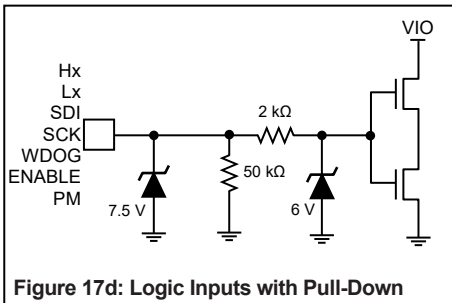 VIO
Hx
Lx
SDI
SCK
WDOG
ENABLE
PM
2 kΩ
50 kΩ
7.5 V
6 V
Figure 17d: Logic Inputs with Pull-Down